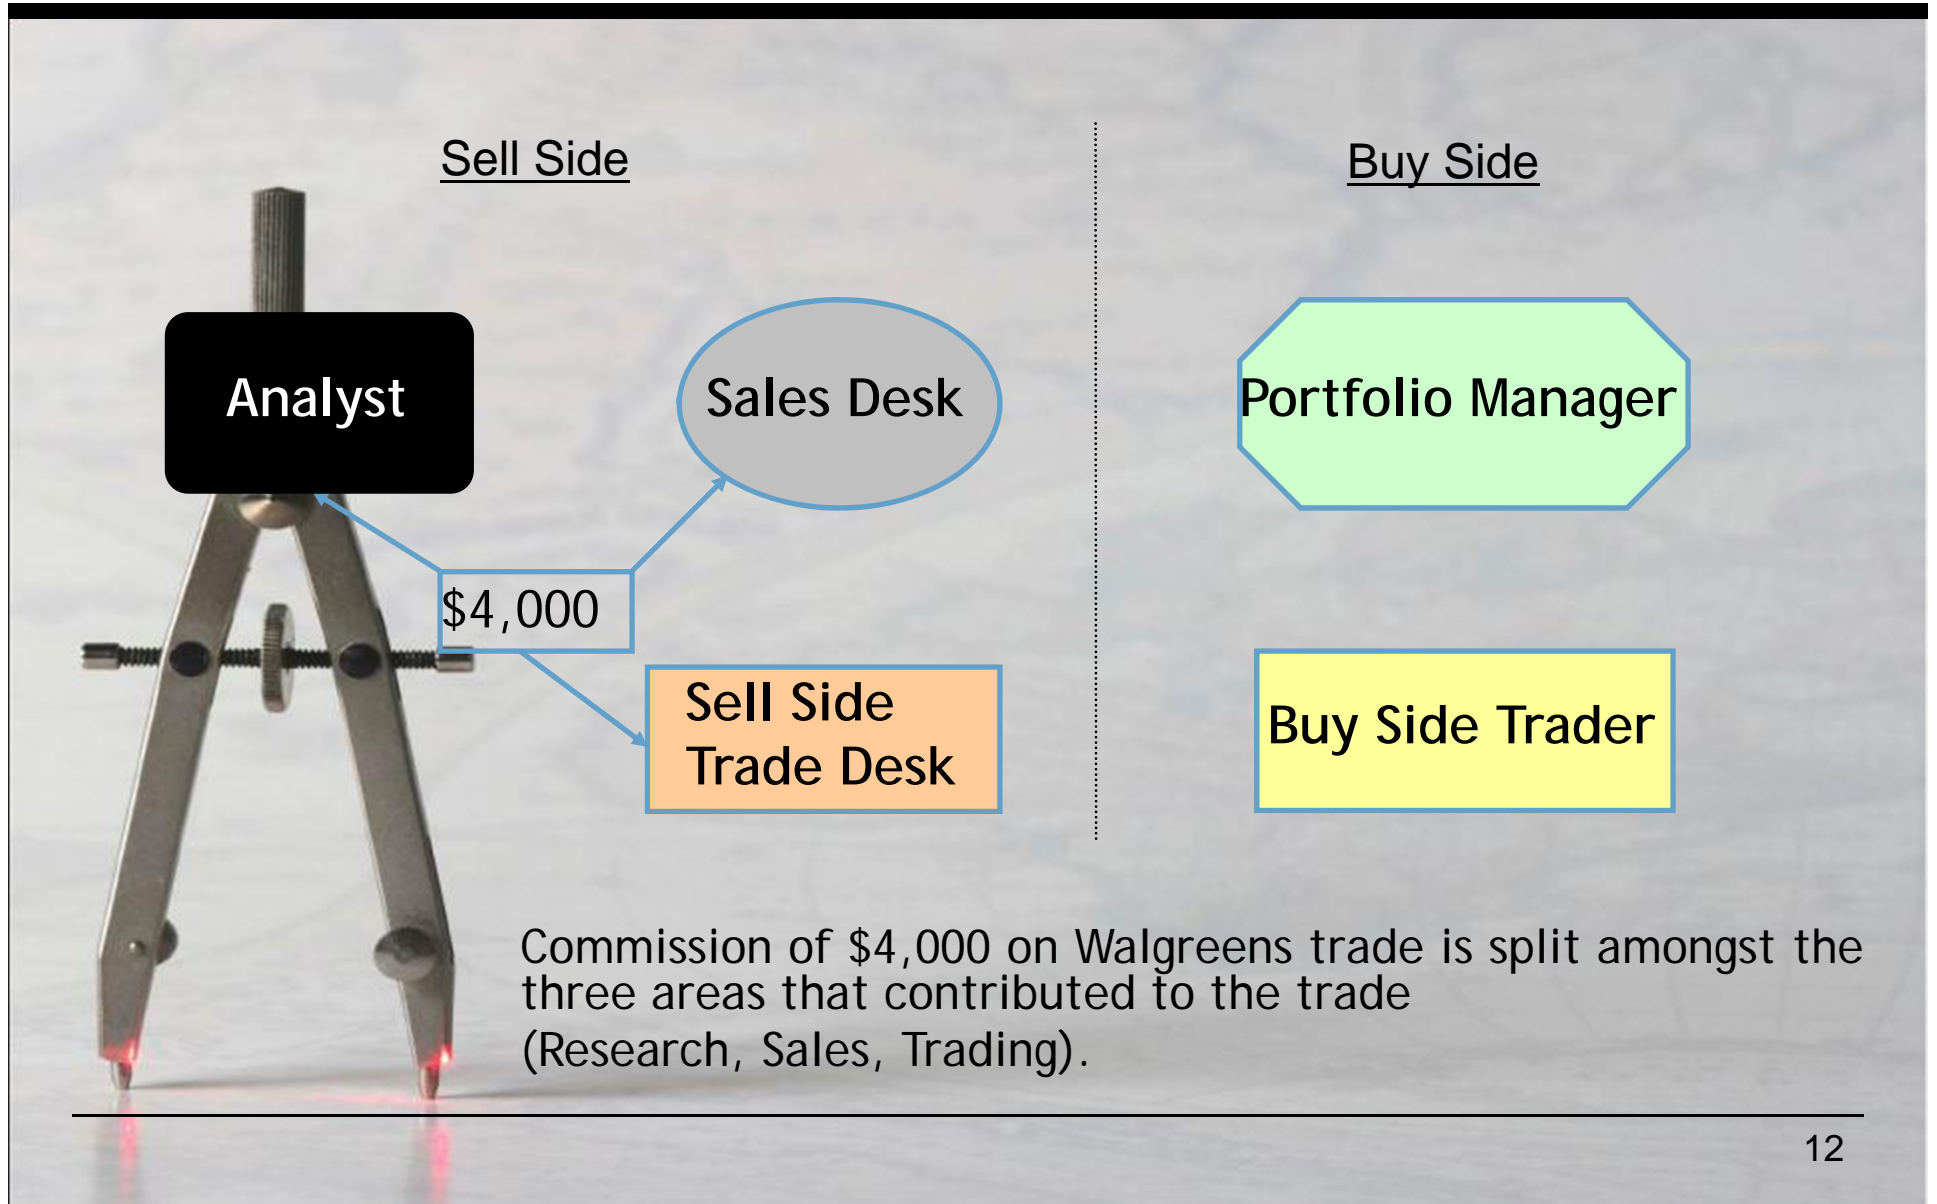 Sell Side
Buy Side
Analyst
Sales Desk
Portfolio Manager
$4,000
Sell Side
Trade Desk
Buy Side Trader
Commission of $4,000 on Walgreens trade is split amongst the
three areas that contributed to the trade
(Research, Sales, Trading).
12